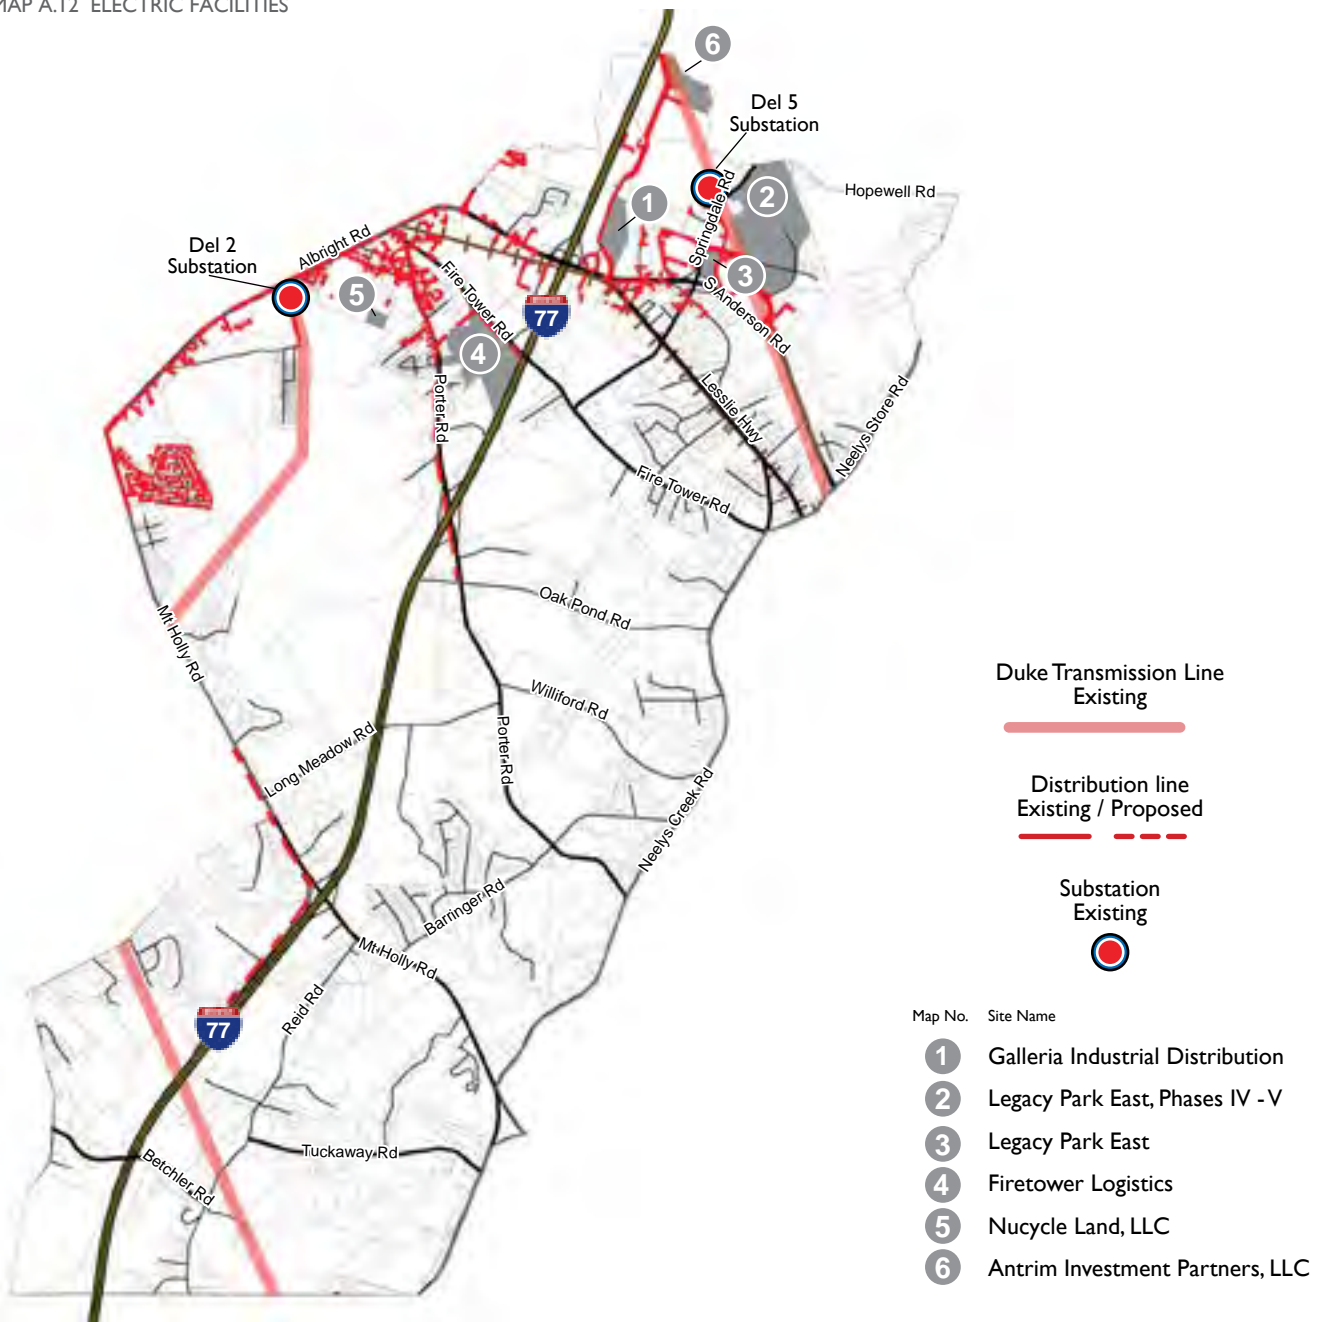 MAP A.12 ELECTRIC FACILITIES
6
Del 5
Substation
2
Hopewell Rd
1
Springdale Rd
Del 2
Substation
Albright Rd
3
5
Fire Tower Rd
S Anderson Rd
77
4
Porter Rd
Lesslie Hwy
Neelys Store Rd
Fire Tower Rd
Oak Pond Rd
Mt Holly Rd
Williford Rd
Long Meadow Rd
Porter Rd
Neelys Creek Rd
Barringer Rd
Mt Holly Rd
Reid Rd
77
Tuckaway Rd
Betchler Rd
Duke Transmission Line
Existing
Distribution line
Existing / Proposed
Substation
Existing
Map No. Site Name
1 Galleria Industrial Distribution
2 Legacy Park East, Phases IV - V
3 Legacy Park East
4 Firetower Logistics
5 Nucycle Land, LLC
6 Antrim Investment Partners, LLC